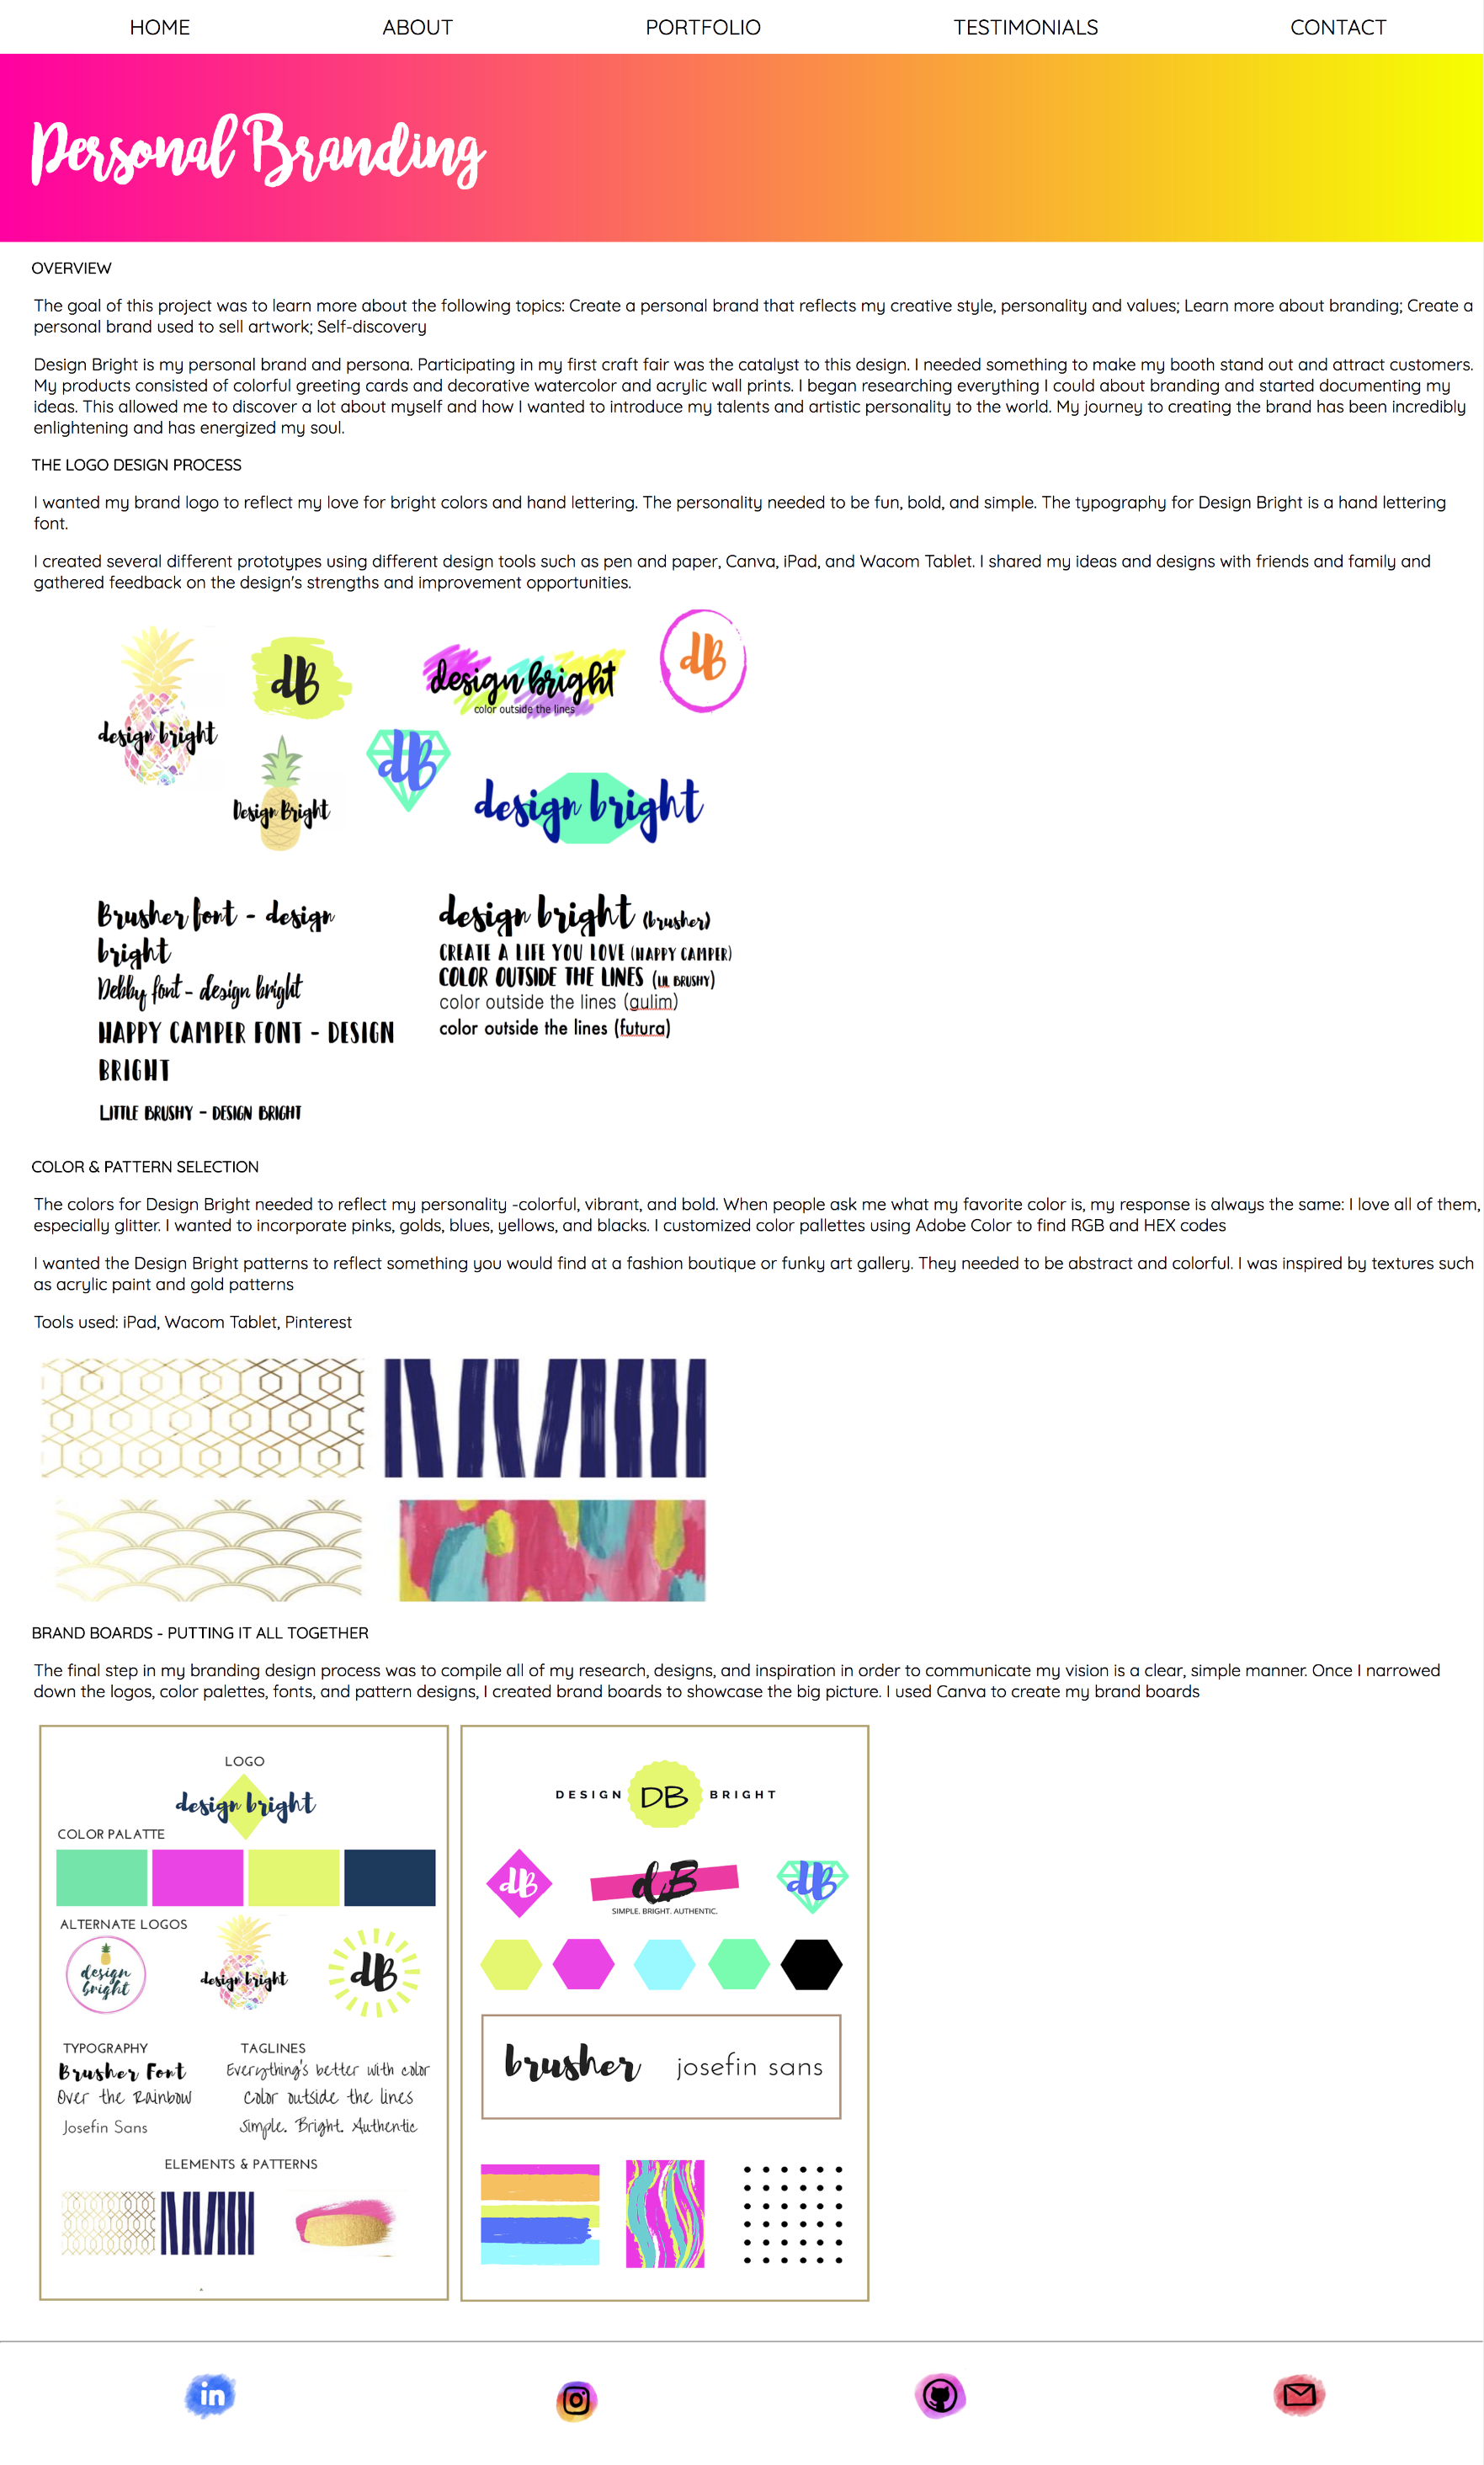 HOME ABOUT PORTFOLIO TESTIMONIALS CONTACT
Personal Branding
OVERVIEW
The goal of this project was to learn more about the following topics: Create a personal brand that reflects my creative style, personality and values; Learn more about branding; Create a
personal brand used to sell artwork; Self-discovery
Design Bright is my personal brand and persona. Participating in my first craft fair was the catalyst to this design. I needed something to make my booth stand out and attract customers.
My products consisted of colorful greeting cards and decorative watercolor and acrylic wall prints. I began researching everything I could about branding and started documenting my
ideas. This allowed me to discover a lot about myself and how I wanted to introduce my talents and artistic personality to the world. My journey to creating the brand has been incredibly
enlightening and has energized my soul.
THE LOGO DESIGN PROCESS
I wanted my brand logo to reflect my love for bright colors and hand lettering. The personality needed to be fun, bold, and simple. The typography for Design Bright is a hand lettering
font.
I created several different prototypes using different design tools such as pen and paper, Canva, iPad, and Wacom Tablet. I shared my ideas and designs with friends and family and
gathered feedback on the design's strengths and improvement opportunities.
design bright
dB
design bright
color outside the lines
dB
Design Bright
dB
design bright
Brusher font - design
bright
Debby font - design bright
HAPPY CAMPER FONT - DESIGN
BRIGHT
LITTLE BRUSHY - DESIGN BRIGHT
design bright (brusher)
CREATE A LIFE YOU LOVE (HAPPY CAMPER)
COLOR OUTSIDE THE LINES (LIL BRUSHY)
color outside the lines (gulim)
color outside the lines (futura)
COLOR & PATTERN SELECTION
The colors for Design Bright needed to reflect my personality -colorful, vibrant, and bold. When people ask me what my favorite color is, my response is always the same: I love all of them,
especially glitter. I wanted to incorporate pinks, golds, blues, yellows, and blacks. I customized color pallettes using Adobe Color to find RGB and HEX codes
I wanted the Design Bright patterns to reflect something you would find at a fashion boutique or funky art gallery. They needed to be abstract and colorful. I was inspired by textures such
as acrylic paint and gold patterns
Tools used: iPad, Wacom Tablet, Pinterest
BRAND BOARDS - PUTTING IT ALL TOGETHER
The final step in my branding design process was to compile all of my research, designs, and inspiration in order to communicate my vision is a clear, simple manner. Once I narrowed
down the logos, color palettes, fonts, and pattern designs, I created brand boards to showcase the big picture. I used Canva to create my brand boards
LOGO
design bright
COLOR PALATTE
ALTERNATE LOGOS
design
bright
design bright
dB
TYPOGRAPHY
Brusher Font
Over the Rainbow
Josefin Sans
TAGLINES
Everything's better with color
Color outside the lines
Simple. Bright. Authentic
ELEMENTS & PATTERNS
DESIGN DB BRIGHT
dB
dB
SIMPLE. BRIGHT. AUTHENTIC.
dB
brusher josefin sans
in